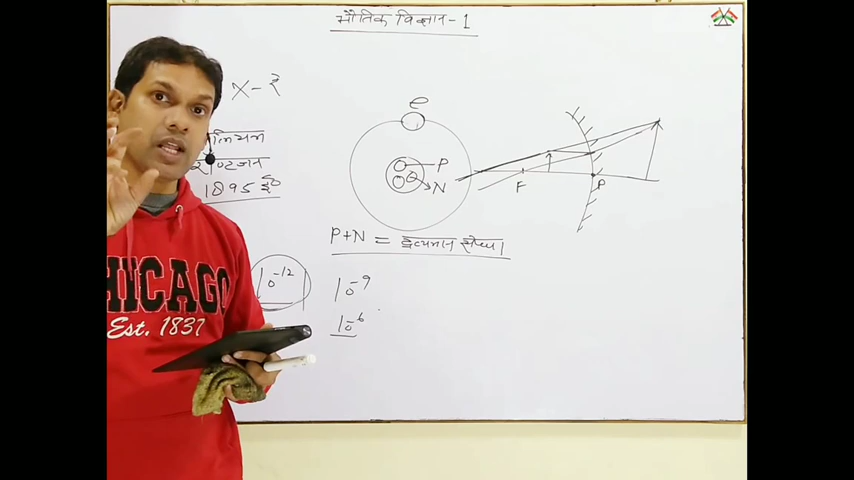 भौतिक विज्ञान-1
X-रे
1895 ई०
e
P
N
F
P
P+N = द्रव्यमान संख्या
10⁻¹²
10⁻⁹
10⁻⁶
CHICAGO
Est. 1837